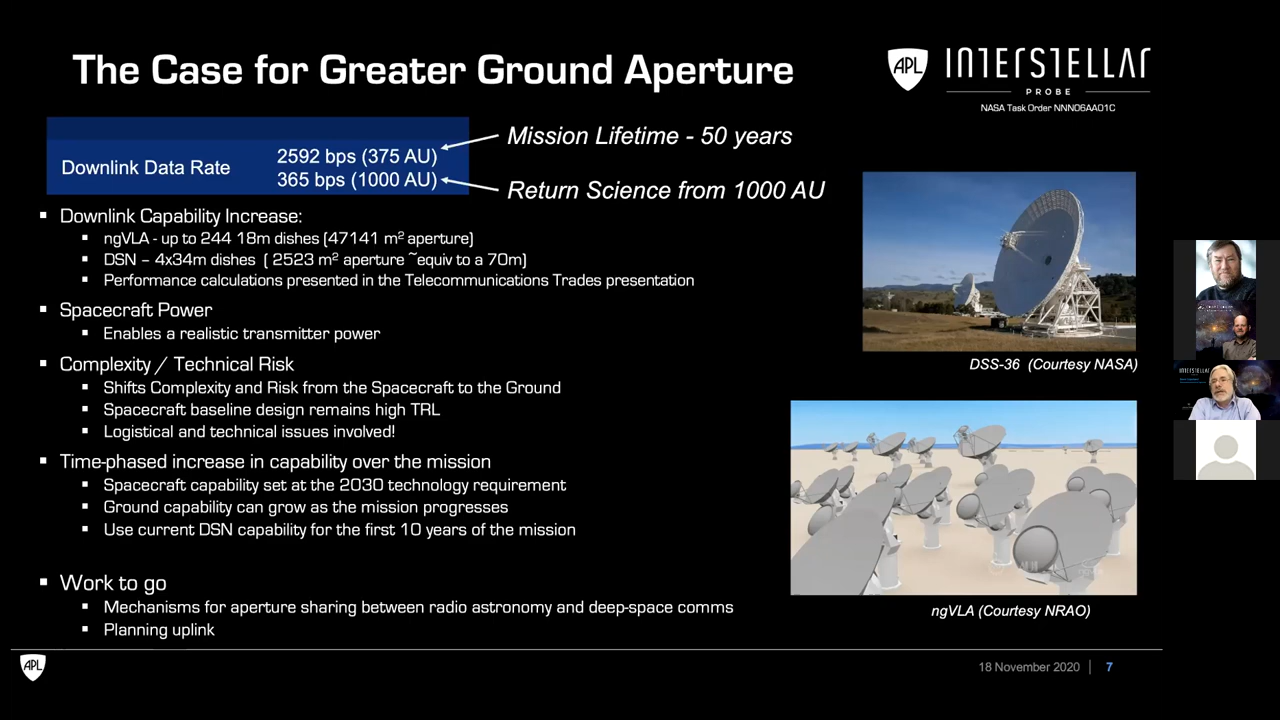 The Case for Greater Ground Aperture
APL INTERSTELLAR
PROBE
NASA Task Order NNN06AA01C
Downlink Data Rate
2592 bps (375 AU)
365 bps (1000 AU)
Mission Lifetime - 50 years
Return Science from 1000 AU
▪ Downlink Capability Increase:
▪ ngVLA - up to 244 18m dishes (47141 m² aperture)
▪ DSN – 4x34m dishes ( 2523 m² aperture ~equiv to a 70m)
▪ Performance calculations presented in the Telecommunications Trades presentation
▪ Spacecraft Power
▪ Enables a realistic transmitter power
▪ Complexity / Technical Risk
▪ Shifts Complexity and Risk from the Spacecraft to the Ground
▪ Spacecraft baseline design remains high TRL
▪ Logistical and technical issues involved!
▪ Time-phased increase in capability over the mission
▪ Spacecraft capability set at the 2030 technology requirement
▪ Ground capability can grow as the mission progresses
▪ Use current DSN capability for the first 10 years of the mission
▪ Work to go
▪ Mechanisms for aperture sharing between radio astronomy and deep-space comms
▪ Planning uplink
DSS-36 (Courtesy NASA)
ngVLA (Courtesy NRAO)
APL
18 November 2020 | 7